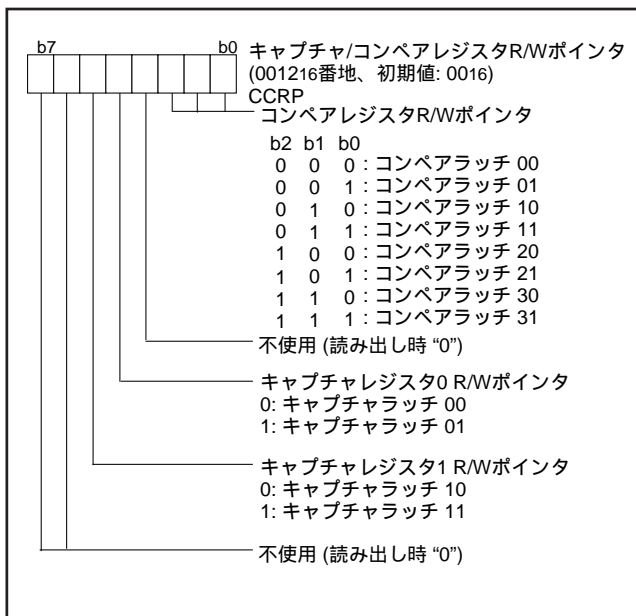 b7 b0 キャプチャ/コンペアレジスタR/Wポインタ
(001216番地、初期値: 0016)
CCRP
コンペアレジスタR/Wポインタ
b2 b1 b0
0 0 0 : コンペアラッチ 00
0 0 1 : コンペアラッチ 01
0 1 0 : コンペアラッチ 10
0 1 1 : コンペアラッチ 11
1 0 0 : コンペアラッチ 20
1 0 1 : コンペアラッチ 21
1 1 0 : コンペアラッチ 30
1 1 1 : コンペアラッチ 31
不使用 (読み出し時 “0”)
キャプチャレジスタ0 R/Wポインタ
0: キャプチャラッチ 00
1: キャプチャラッチ 01
キャプチャレジスタ1 R/Wポインタ
0: キャプチャラッチ 10
1: キャプチャラッチ 11
不使用 (読み出し時 “0”)